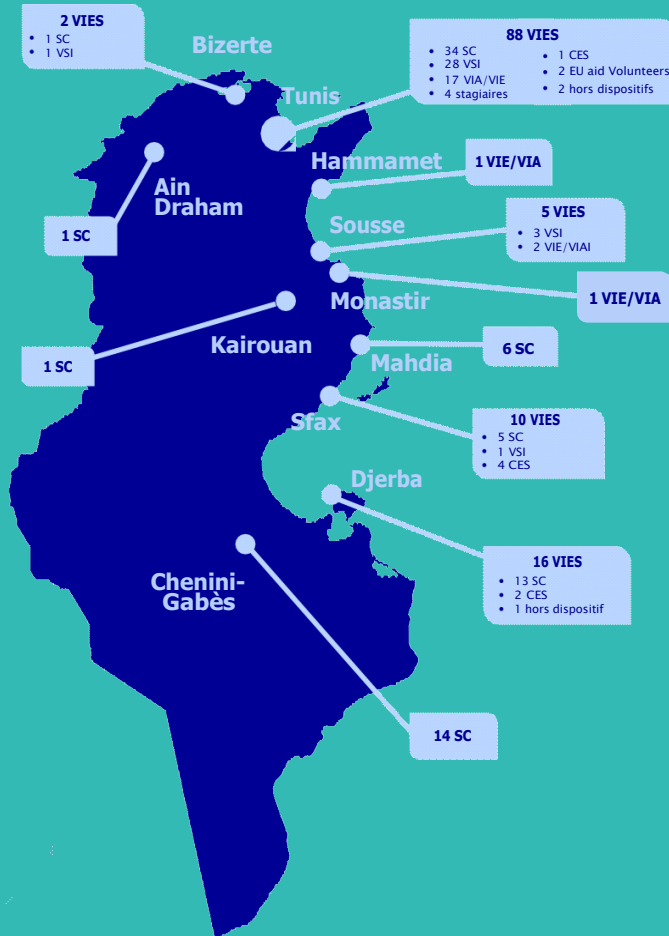 2 VIES
• 1 SC
• 1 VSI
Bizerte
88 VIES
• 34 SC
• 28 VSI
• 17 VIA/VIE
• 4 stagiaires
• 1 CES
• 2 EU aid Volunteers
• 2 hors dispositifs
Tunis
Hammamet
1 VIE/VIA
Ain
Draham
1 SC
Sousse
5 VIES
• 3 VSI
• 2 VIE/VIAI
Monastir
1 VIE/VIA
Kairouan
1 SC
Mahdia
6 SC
Sfax
10 VIES
• 5 SC
• 1 VSI
• 4 CES
Djerba
16 VIES
• 13 SC
• 2 CES
• 1 hors dispositif
Chenini-
Gabès
14 SC